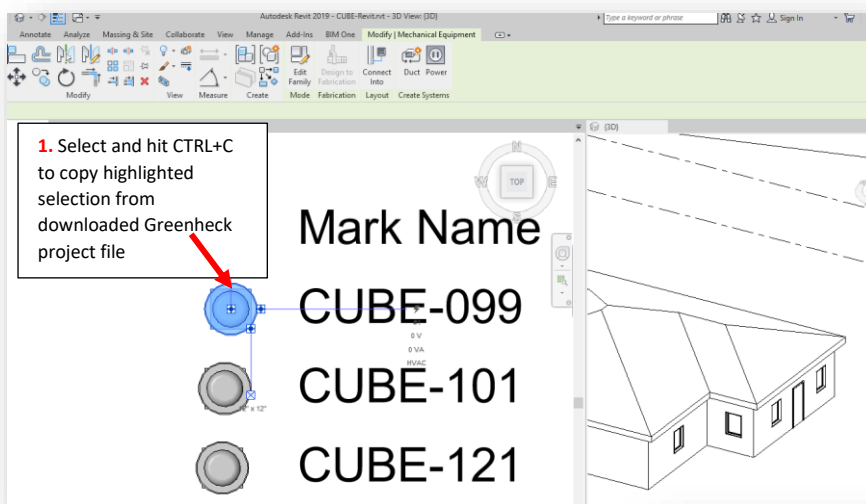 Autodesk Revit 2019 - CUBE-Revit.rvt - 3D View: {3D}
Type a keyword or phrase
Sign In
Annotate Analyze Massing & Site Collaborate View Manage Add-Ins BIM One Modify | Mechanical Equipment
Edit Family
Design to Fabrication
Connect Into
Duct Power
Modify View Measure Create Mode Fabrication Layout Create Systems
{3D}
1. Select and hit CTRL+C
to copy highlighted
selection from
downloaded Greenheck
project file
N
W
TOP
E
S
Mark Name
CUBE-099
0 V
0 VA
HVAC
CUBE-101
x 12"
CUBE-121